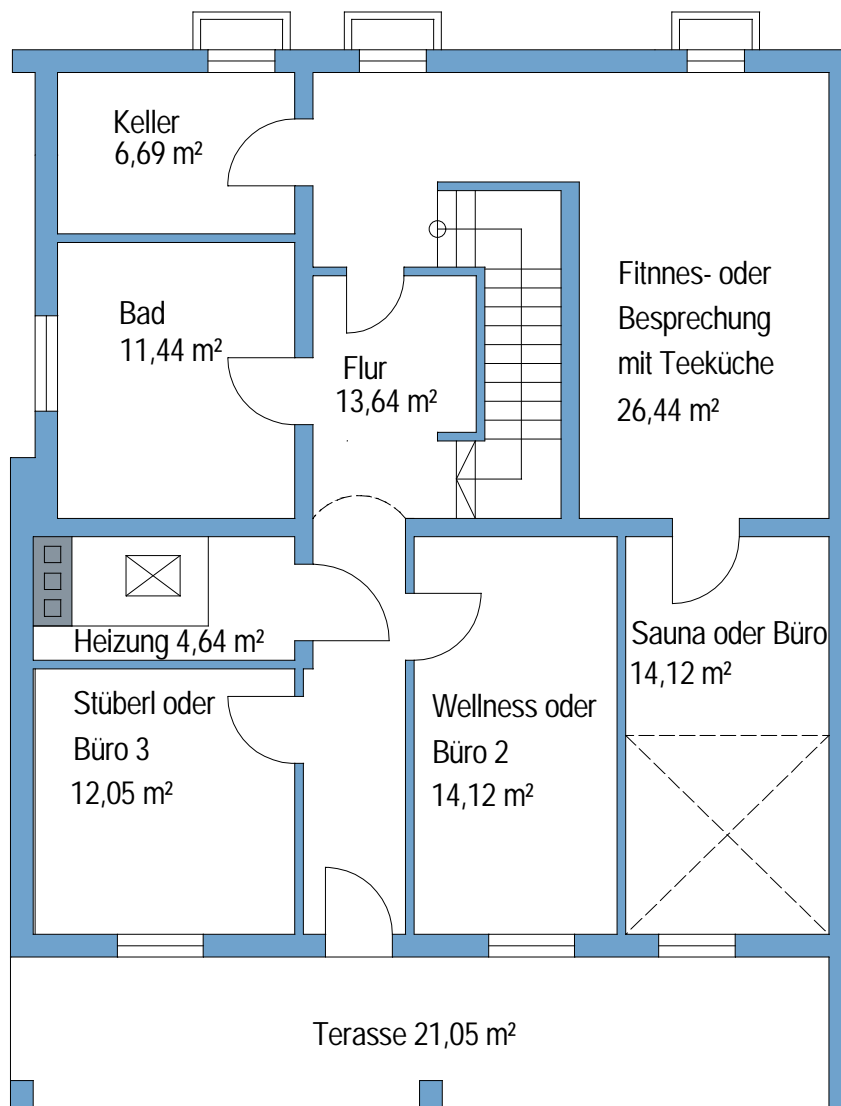 Keller
6,69 m²
Bad
11,44 m²
Flur
13,64 m²
Fitnnes- oder
Besprechung
mit Teeküche
26,44 m²
Heizung 4,64 m²
Stüberl oder
Büro 3
12,05 m²
Wellness oder
Büro 2
14,12 m²
Sauna oder Büro
14,12 m²
Terasse 21,05 m²